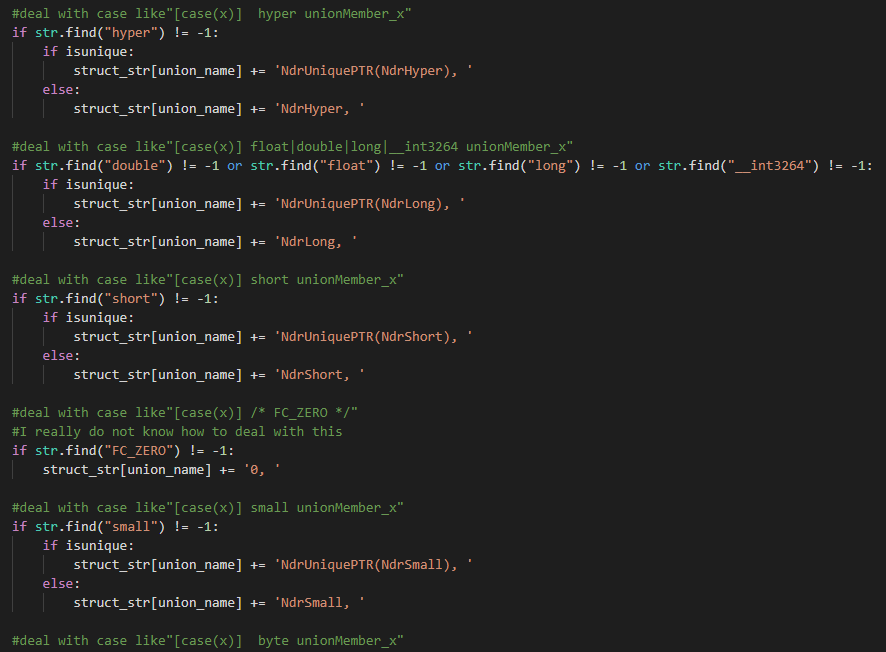 #deal with case like"[case(x)]  hyper unionMember_x"
if str.find("hyper") != -1:
    if isunique:
        struct_str[union_name] += 'NdrUniquePTR(NdrHyper), '
    else:
        struct_str[union_name] += 'NdrHyper, '

#deal with case like"[case(x)] float|double|long|__int3264 unionMember_x"
if str.find("double") != -1 or str.find("float") != -1 or str.find("long") != -1 or str.find("__int3264") != -1:
    if isunique:
        struct_str[union_name] += 'NdrUniquePTR(NdrLong), '
    else:
        struct_str[union_name] += 'NdrLong, '

#deal with case like"[case(x)] short unionMember_x"
if str.find("short") != -1:
    if isunique:
        struct_str[union_name] += 'NdrUniquePTR(NdrShort), '
    else:
        struct_str[union_name] += 'NdrShort, '

#deal with case like"[case(x)] /* FC_ZERO */"
#I really do not know how to deal with this
if str.find("FC_ZERO") != -1:
    struct_str[union_name] += '0, '

#deal with case like"[case(x)] small unionMember_x"
if str.find("small") != -1:
    if isunique:
        struct_str[union_name] += 'NdrUniquePTR(NdrSmall), '
    else:
        struct_str[union_name] += 'NdrSmall, '

#deal with case like"[case(x)]  byte unionMember_x"